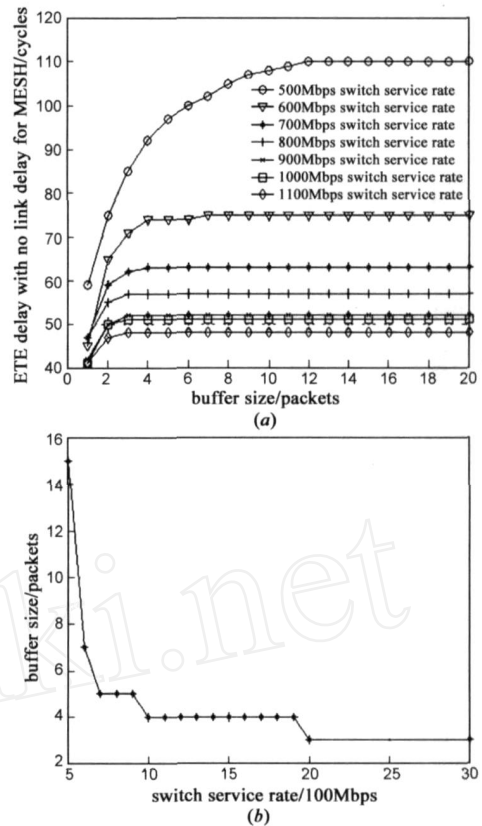 120
110
100
90
80
70
60
50
40
ETE delay with no link delay for MESH/cycles
500Mbps switch service rate
600Mbps switch service rate
700Mbps switch service rate
800Mbps switch service rate
900Mbps switch service rate
1000Mbps switch service rate
1100Mbps switch service rate
0 2 4 6 8 10 12 14 16 18 20
buffer size/packets
(a)
16
14
12
10
8
6
4
2
buffer size/packets
5 10 15 20 25 30
switch service rate/100Mbps
(b)
ki.net